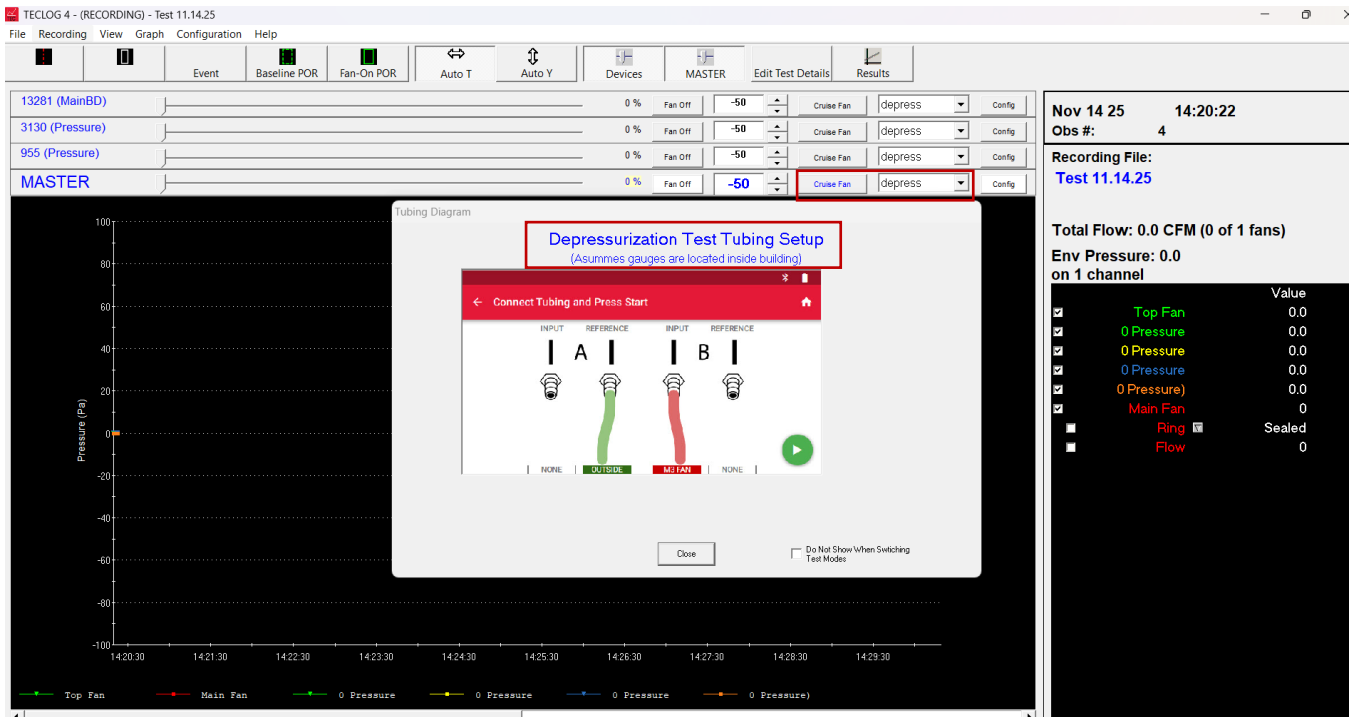 TECLOG 4 - (RECORDING) - Test 11.14.25
File Recording View Graph Configuration Help
Event Baseline POR Fan-On POR Auto T Auto Y Devices MASTER Edit Test Details Results
13281 (MainBD) 0 % Fan Off -50 Cruise Fan depress Config
3130 (Pressure) 0 % Fan Off -50 Cruise Fan depress Config
955 (Pressure) 0 % Fan Off -50 Cruise Fan depress Config
MASTER 0 % Fan Off -50 Cruise Fan depress Config
Nov 14 25 14:20:22
Obs #: 4
Recording File:
Test 11.14.25
Total Flow: 0.0 CFM (0 of 1 fans)
Env Pressure: 0.0
on 1 channel
Value
Top Fan 0.0
0 Pressure 0.0
0 Pressure 0.0
0 Pressure 0.0
0 Pressure) 0.0
Main Fan 0
Ring Sealed
Flow 0
Tubing Diagram
Depressurization Test Tubing Setup
(Asummes gauges are located inside building)
Connect Tubing and Press Start
INPUT REFERENCE INPUT REFERENCE
A B
NONE OUTSIDE M3 FAN NONE
Close
Do Not Show When Swtiching
Test Modes
Pressure (Pa)
100
80
60
40
20
0
-20
-40
-60
-80
-100
14:20:30 14:21:30 14:22:30 14:23:30 14:24:30 14:25:30 14:26:30 14:27:30 14:28:30 14:29:30
Top Fan Main Fan 0 Pressure 0 Pressure 0 Pressure 0 Pressure)